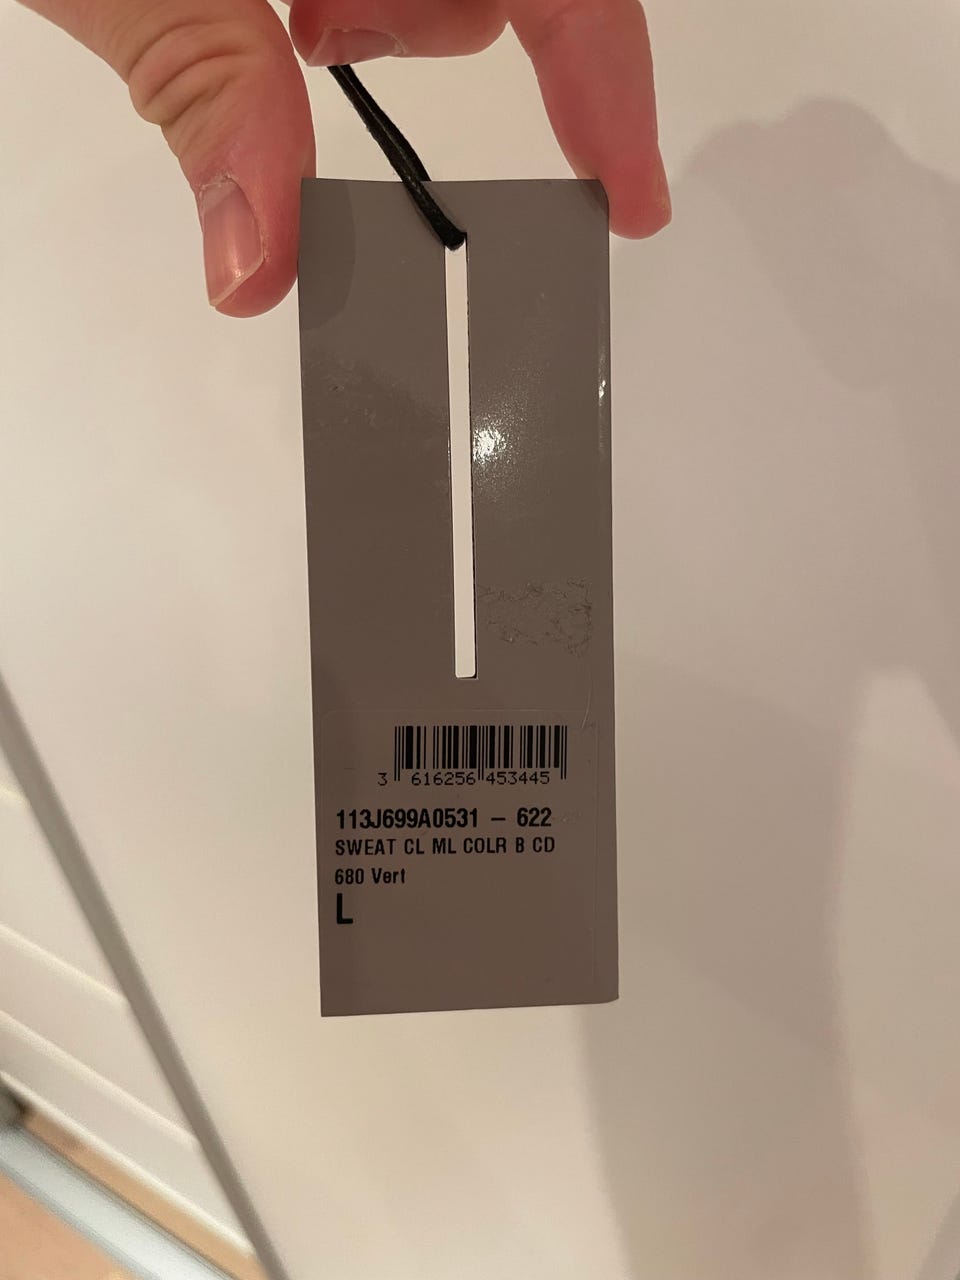 3 616256 453445
113J699A0531 – 622
SWEAT CL ML COLR B CD
680 Vert
L